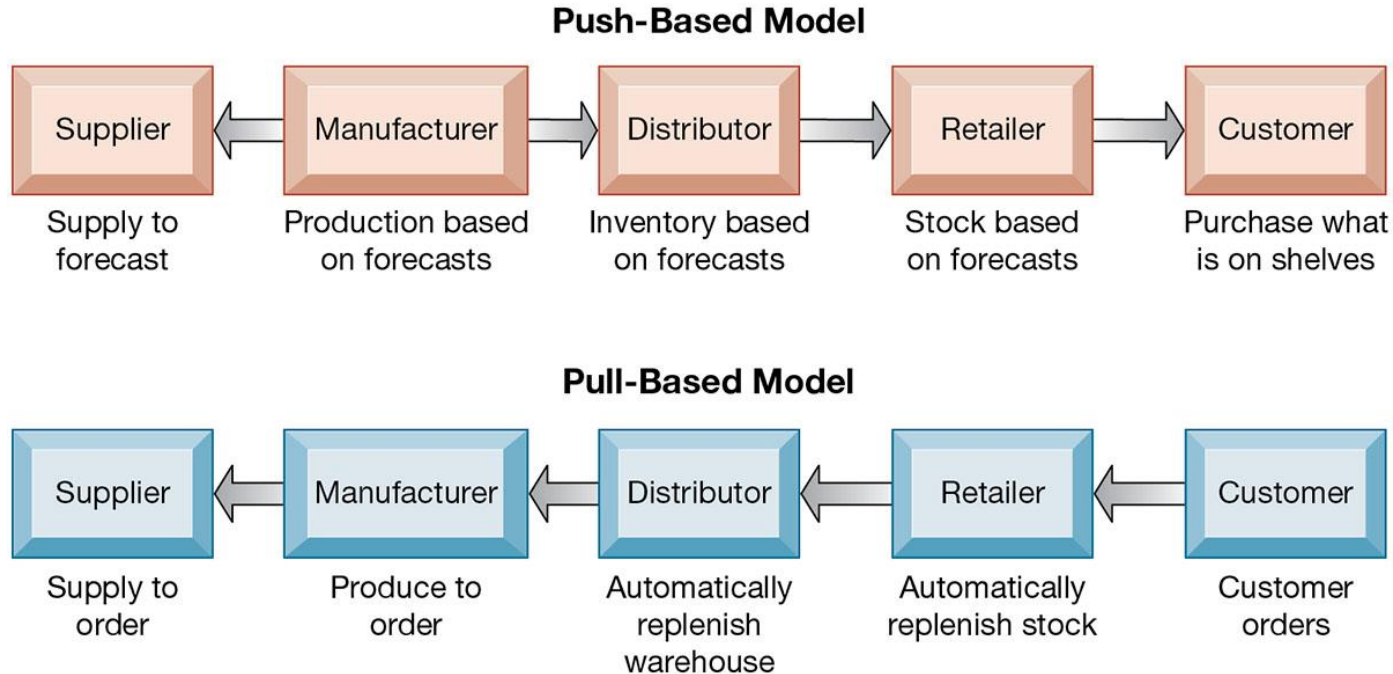 Push-Based Model
Supplier
Manufacturer
Distributor
Retailer
Customer
Supply to
forecast
Production based
on forecasts
Inventory based
on forecasts
Stock based
on forecasts
Purchase what
is on shelves
Pull-Based Model
Supplier
Manufacturer
Distributor
Retailer
Customer
Supply to
order
Produce to
order
Automatically
replenish
warehouse
Automatically
replenish stock
Customer
orders